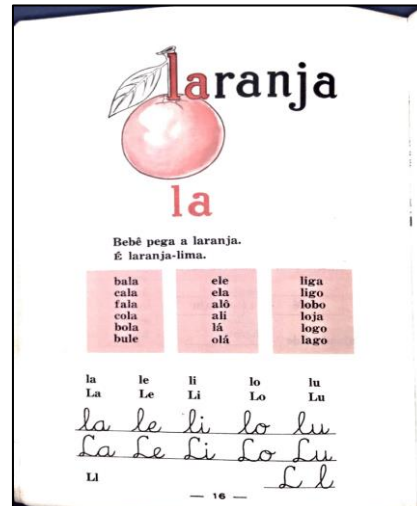 laranja
la
Bebê pega a laranja.
É laranja-lima.
bala ele liga
cala ela ligo
fala alô lobo
cola ali loja
bola lá logo
bule olá lago
la le li lo lu
La Le Li Lo Lu
la le li lo lu
La Le Li Lo Lu
Ll L l
— 16 —